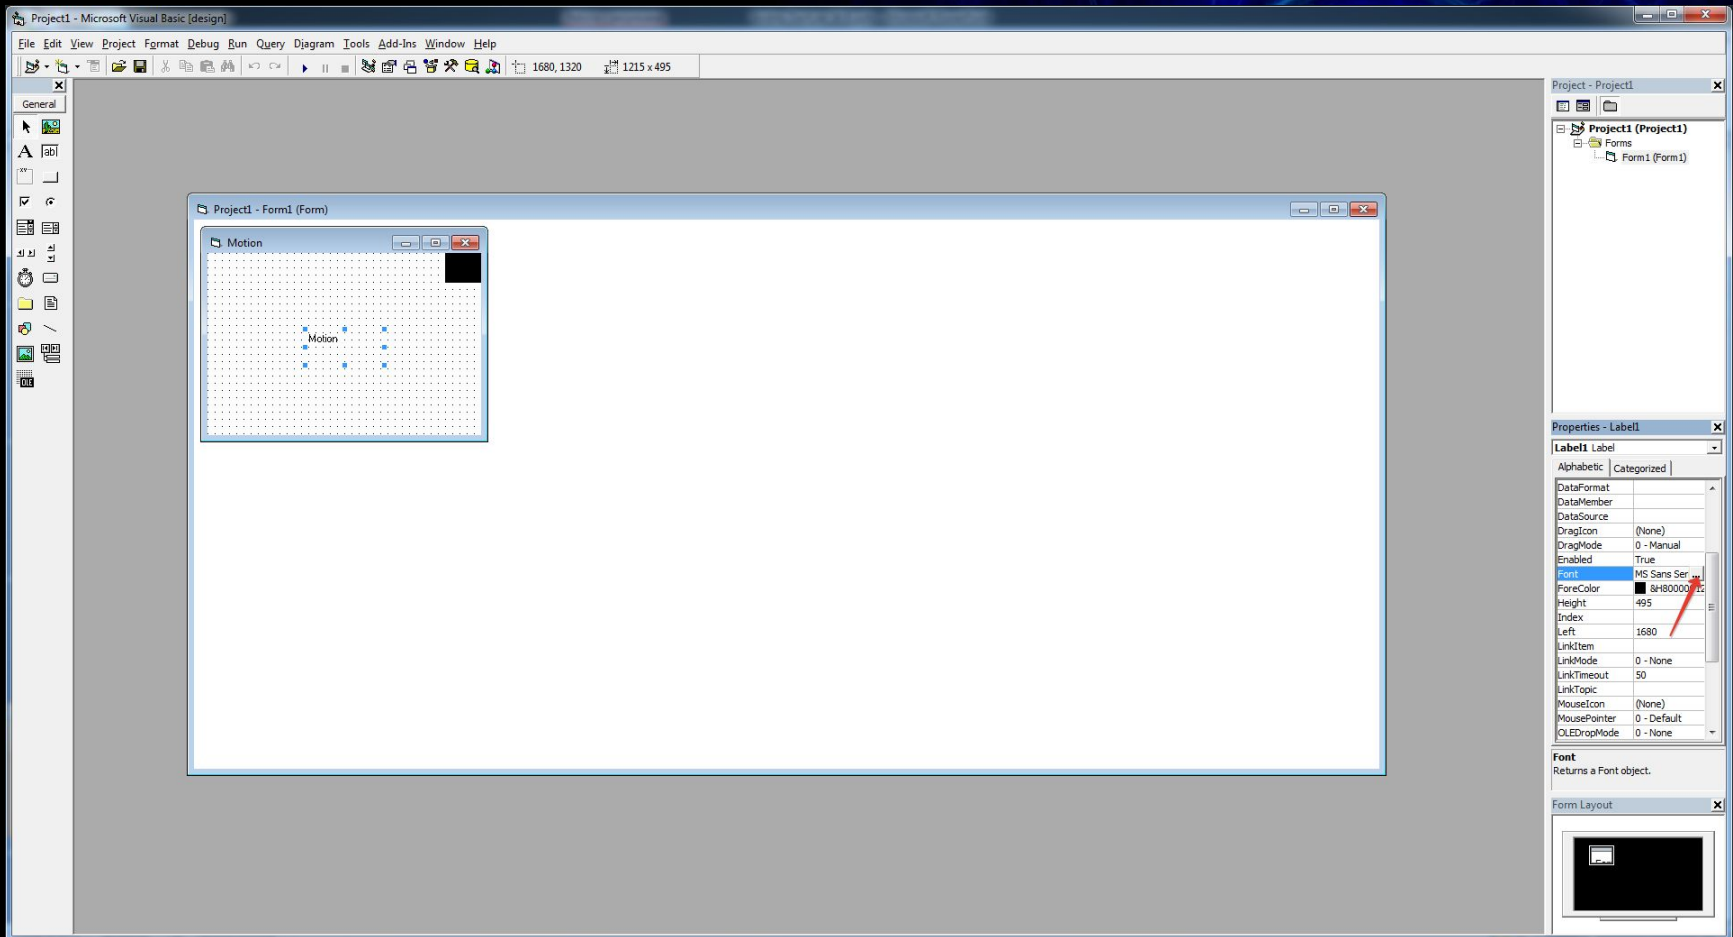 Project1 - Microsoft Visual Basic [design]
File Edit View Project Format Debug Run Query Diagram Tools Add-Ins Window Help
1680, 1320 1215 x 495
General
A ab|
OLE
Project1 - Form1 (Form)
Motion
Motion
Project - Project1
Project1 (Project1)
Forms
Form1 (Form1)
Properties - Label1
Label1 Label
Alphabetic Categorized
DataFormat
DataMember
DataSource
DragIcon (None)
DragMode 0 - Manual
Enabled True
Font MS Sans Ser ...
ForeColor
Height 495
Index
Left 1680
LinkItem
LinkMode 0 - None
LinkTimeout 50
LinkTopic
MouseIcon (None)
MousePointer 0 - Default
OLEDropMode 0 - None
Font
Returns a Font object.
Form Layout